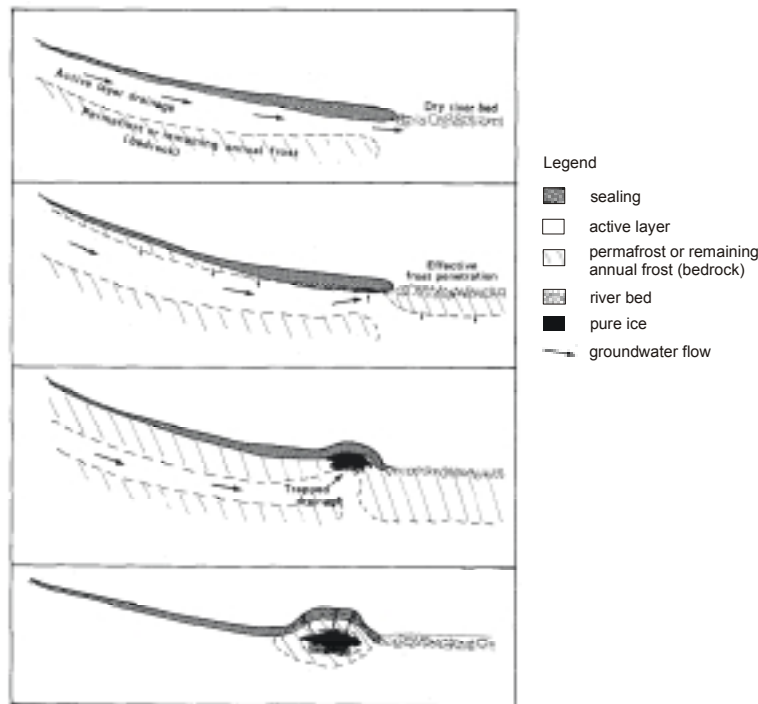 Active layer drainage
Permafrost or remaining annual frost
(bedrock)
Dry river bed
Effective
frost penetration
Trapped
Legend
sealing
active layer
permafrost or remaining
annual frost (bedrock)
river bed
pure ice
groundwater flow